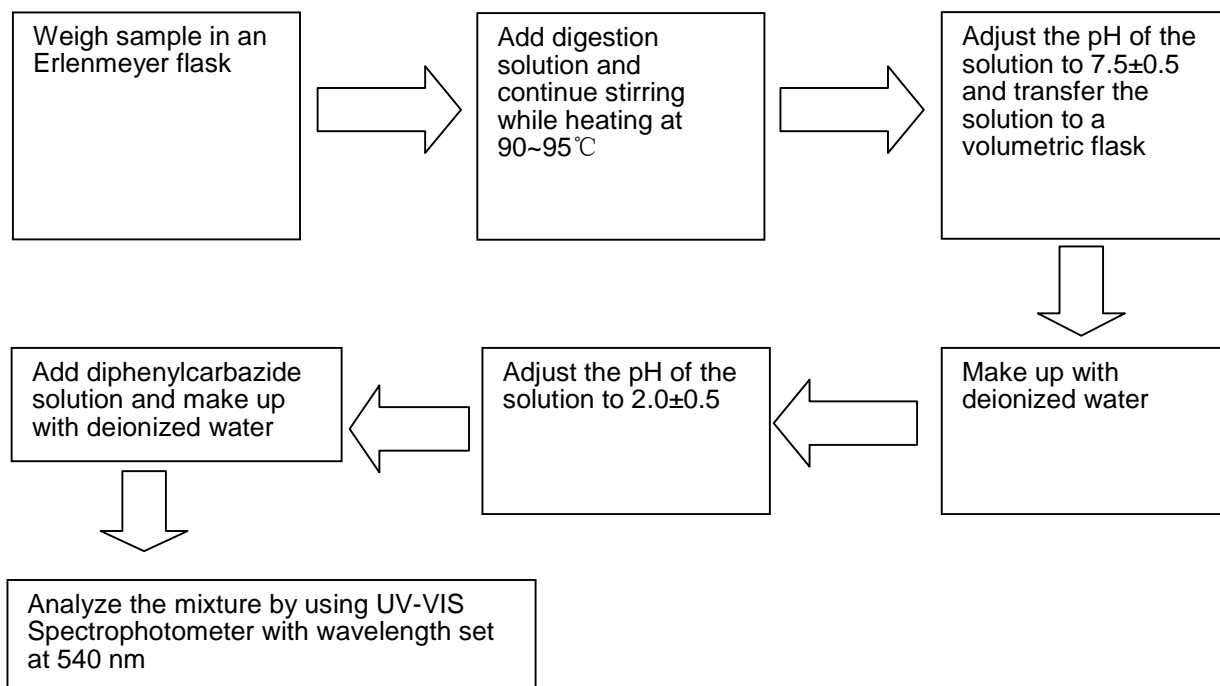 Weigh sample in an
Erlenmeyer flask
Add digestion
solution and
continue stirring
while heating at
90~95℃
Adjust the pH of the
solution to 7.5±0.5
and transfer the
solution to a
volumetric flask
Make up with
deionized water
Adjust the pH of the
solution to 2.0±0.5
Add diphenylcarbazide
solution and make up
with deionized water
Analyze the mixture by using UV-VIS
Spectrophotometer with wavelength set
at 540 nm